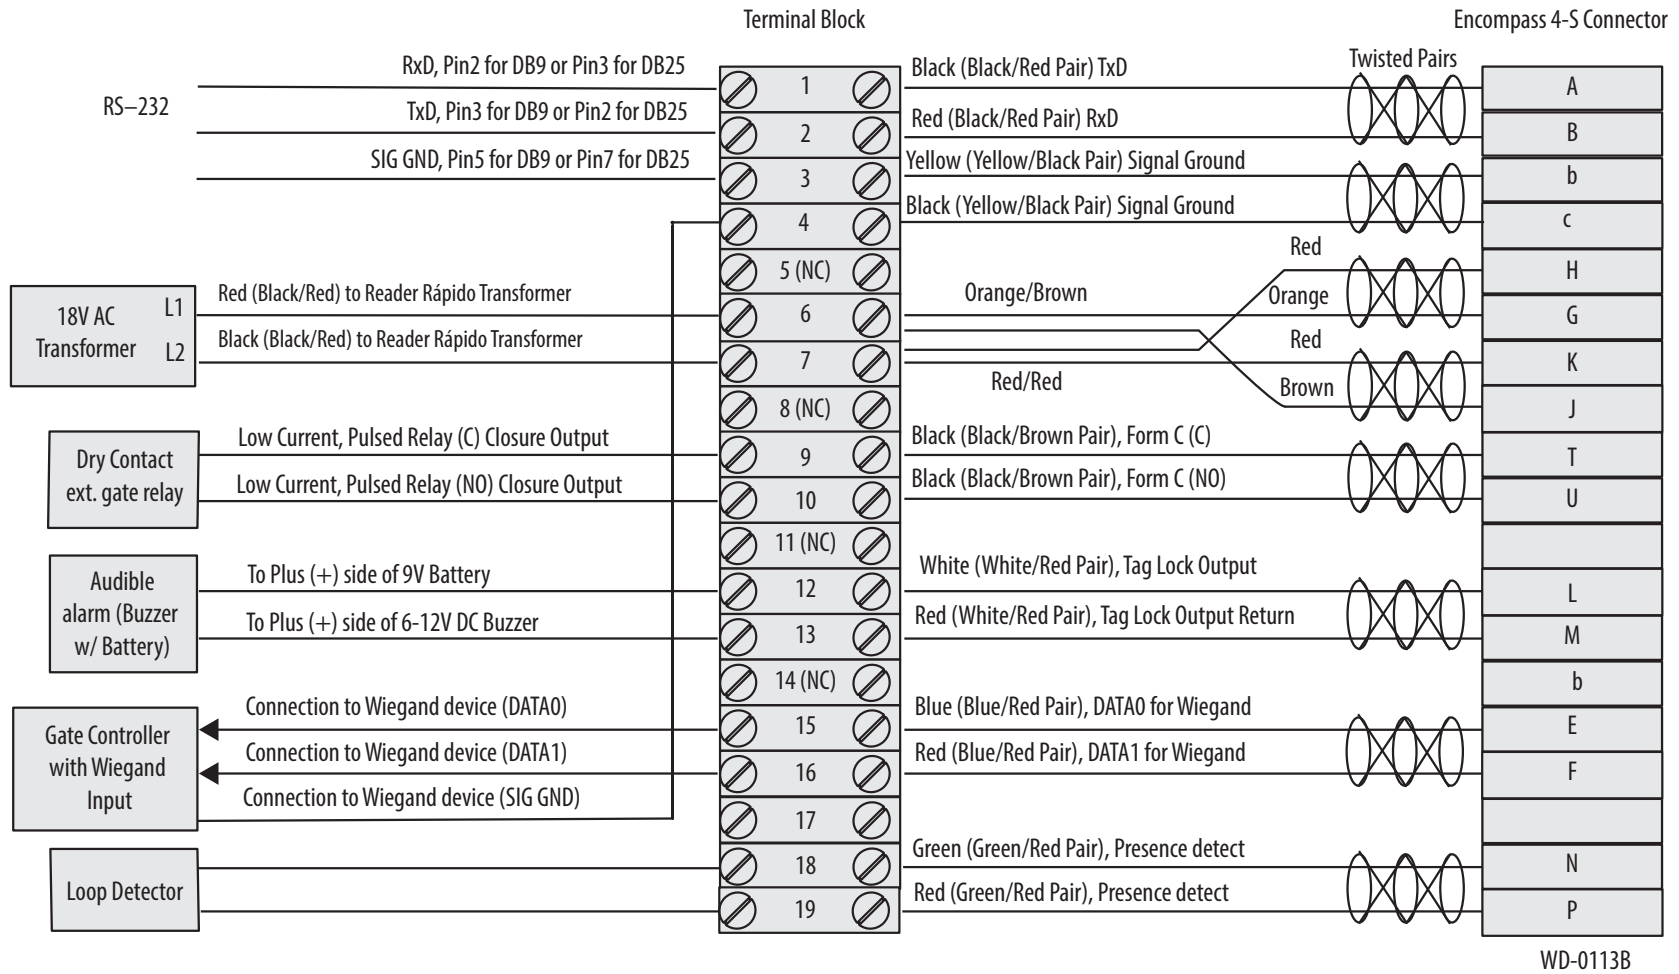 Terminal Block
Encompass 4-S Connector
Twisted Pairs
RS–232
RxD, Pin2 for DB9 or Pin3 for DB25
1
Black (Black/Red Pair) TxD
A
TxD, Pin3 for DB9 or Pin2 for DB25
2
Red (Black/Red Pair) RxD
B
SIG GND, Pin5 for DB9 or Pin7 for DB25
3
Yellow (Yellow/Black Pair) Signal Ground
b
4
Black (Yellow/Black Pair) Signal Ground
c
5 (NC)
Red
H
18V AC
Transformer
L1
L2
Red (Black/Red) to Reader Rápido Transformer
6
Orange/Brown
Orange
G
Black (Black/Red) to Reader Rápido Transformer
7
Red/Red
Red
K
8 (NC)
Brown
J
Dry Contact
ext. gate relay
Low Current, Pulsed Relay (C) Closure Output
9
Black (Black/Brown Pair), Form C (C)
T
Low Current, Pulsed Relay (NO) Closure Output
10
Black (Black/Brown Pair), Form C (NO)
U
11 (NC)
Audible
alarm (Buzzer
w/ Battery)
To Plus (+) side of 9V Battery
12
White (White/Red Pair), Tag Lock Output
L
To Plus (+) side of 6-12V DC Buzzer
13
Red (White/Red Pair), Tag Lock Output Return
M
14 (NC)
b
Gate Controller
with Wiegand
Input
Connection to Wiegand device (DATA0)
15
Blue (Blue/Red Pair), DATA0 for Wiegand
E
Connection to Wiegand device (DATA1)
16
Red (Blue/Red Pair), DATA1 for Wiegand
F
Connection to Wiegand device (SIG GND)
17
Loop Detector
18
Green (Green/Red Pair), Presence detect
N
19
Red (Green/Red Pair), Presence detect
P
WD-0113B